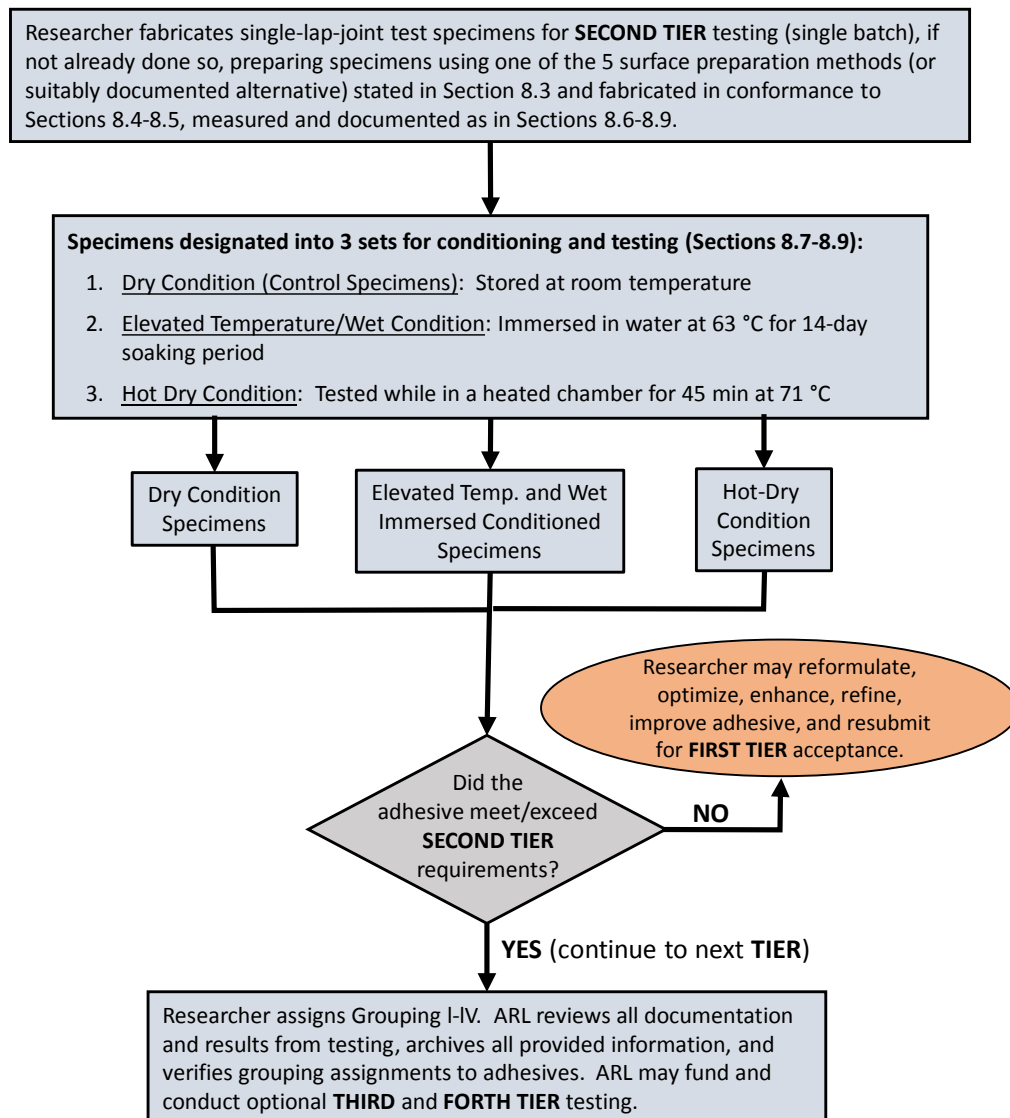 Researcher fabricates single-lap-joint test specimens for SECOND TIER testing (single batch), if
not already done so, preparing specimens using one of the 5 surface preparation methods (or
suitably documented alternative) stated in Section 8.3 and fabricated in conformance to
Sections 8.4-8.5, measured and documented as in Sections 8.6-8.9.
Specimens designated into 3 sets for conditioning and testing (Sections 8.7-8.9):
1. Dry Condition (Control Specimens): Stored at room temperature
2. Elevated Temperature/Wet Condition: Immersed in water at 63 °C for 14-day
soaking period
3. Hot Dry Condition: Tested while in a heated chamber for 45 min at 71 °C
Dry Condition
Specimens
Elevated Temp. and Wet
Immersed Conditioned
Specimens
Hot-Dry
Condition
Specimens
Researcher may reformulate,
optimize, enhance, refine,
improve adhesive, and resubmit
for FIRST TIER acceptance.
Did the
adhesive meet/exceed
SECOND TIER
requirements?
NO
YES (continue to next TIER)
Researcher assigns Grouping I-IV. ARL reviews all documentation
and results from testing, archives all provided information, and
verifies grouping assignments to adhesives. ARL may fund and
conduct optional THIRD and FORTH TIER testing.